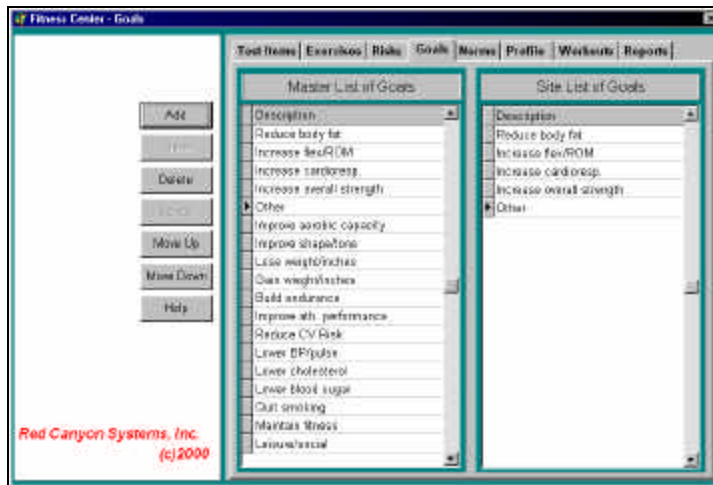 Fitness Center - Goals
Test Items Exercises Risks Goals Norms Profile Workouts Reports
Add
Delete
Move Up
Move Down
Help
Red Canyon Systems, Inc.
(c)2000
Master List of Goals
Description
Reduce body fat
Increase flex/ROM
Increase cardioresp.
Increase overall strength
Other
Improve aerobic capacity
Improve shape/tone
Lose weight/inches
Gain weight/inches
Build endurance
Improve ath. performance
Reduce CV Risk
Lower BP/pulse
Lower cholesterol
Lower blood sugar
Quit smoking
Maintain fitness
Leisure/social
Site List of Goals
Description
Reduce body fat
Increase flex/ROM
Increase cardioresp.
Increase overall strength
Other